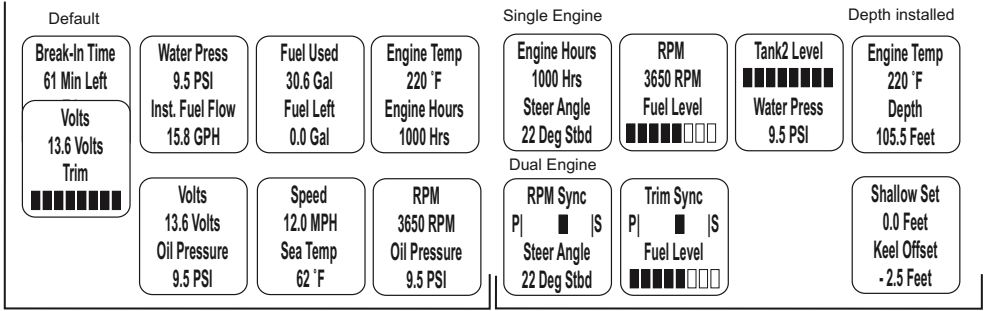 Default
Break-In Time
61 Min Left
Volts
13.6 Volts
Trim
Water Press
9.5 PSI
Inst. Fuel Flow
15.8 GPH
Fuel Used
30.6 Gal
Fuel Left
0.0 Gal
Engine Temp
220 °F
Engine Hours
1000 Hrs
Volts
13.6 Volts
Oil Pressure
9.5 PSI
Speed
12.0 MPH
Sea Temp
62 °F
RPM
3650 RPM
Oil Pressure
9.5 PSI
Single Engine
Engine Hours
1000 Hrs
Steer Angle
22 Deg Stbd
RPM
3650 RPM
Fuel Level
Tank2 Level
Water Press
9.5 PSI
Dual Engine
RPM Sync
P| |S
Steer Angle
22 Deg Stbd
Trim Sync
P| |S
Fuel Level
Depth installed
Engine Temp
220 °F
Depth
105.5 Feet
Shallow Set
0.0 Feet
Keel Offset
- 2.5 Feet